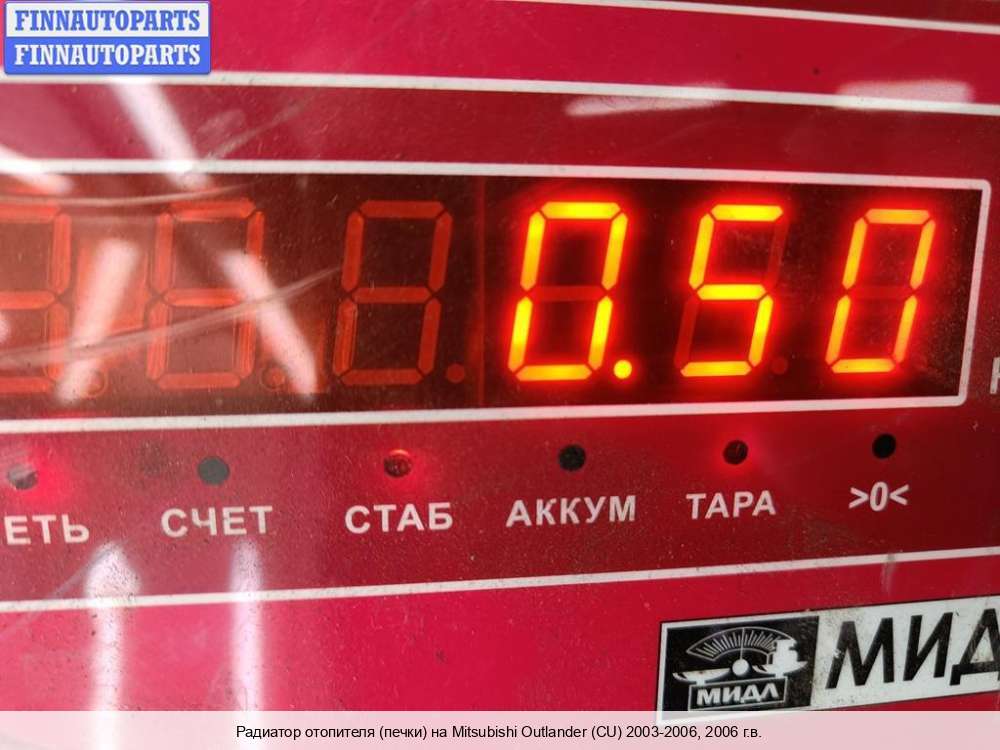 FINNAUTOPARTS
FINNAUTOPARTS
0.50
СЧЕТ СТАБ АККУМ ТАРА >0<
МИДЛ
Радиатор отопителя (печки) на Mitsubishi Outlander (CU) 2003-2006, 2006 г.в.